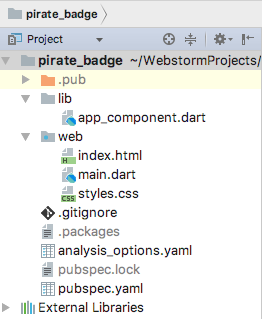 pirate_badge
Project
pirate_badge ~/WebstormProjects/
.pub
lib
app_component.dart
web
H index.html
main.dart
CSS styles.css
.gitignore
.packages
analysis_options.yaml
pubspec.lock
pubspec.yaml
External Libraries